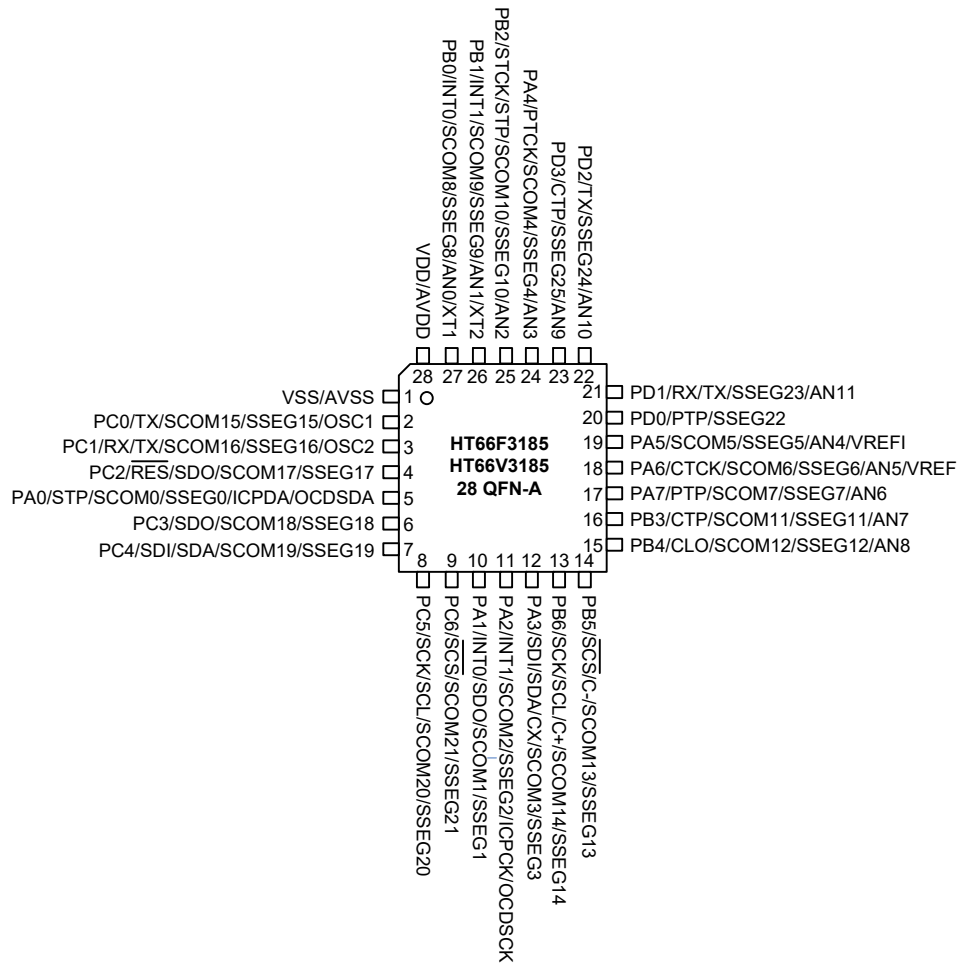 PB2/STCK/STP/SCOM10/SSEG10/AN2
PB1/INT1/SCOM9/SSEG9/AN1/XT2
PB0/INT0/SCOM8/SSEG8/AN0/XT1
VDD/AVDD
PA4/PTCK/SCOM4/SSEG4/AN3
PD3/CTP/SSEG25/AN9
PD2/TX/SSEG24/AN10
28 27 26 25 24 23 22
VSS/AVSS 1
PC0/TX/SCOM15/SSEG15/OSC1 2
PC1/RX/TX/SCOM16/SSEG16/OSC2 3
PC2/RES/SDO/SCOM17/SSEG17 4
PA0/STP/SCOM0/SSEG0/ICPDA/OCDSDA 5
PC3/SDO/SCOM18/SSEG18 6
PC4/SDI/SDA/SCOM19/SSEG19 7
HT66F3185
HT66V3185
28 QFN-A
21 PD1/RX/TX/SSEG23/AN11
20 PD0/PTP/SSEG22
19 PA5/SCOM5/SSEG5/AN4/VREFI
18 PA6/CTCK/SCOM6/SSEG6/AN5/VREF
17 PA7/PTP/SCOM7/SSEG7/AN6
16 PB3/CTP/SCOM11/SSEG11/AN7
15 PB4/CLO/SCOM12/SSEG12/AN8
8 9 10 11 12 13 14
PC5/SCK/SCL/SCOM20/SSEG20
PC6/SCS/SCOM21/SSEG21
PA1/INT0/SDO/SCOM1/SSEG1
PA2/INT1/SCOM2/SSEG2/ICPCK/OCDSCK
PA3/SDI/SDA/CX/SCOM3/SSEG3
PB6/SCK/SCL/C+/SCOM14/SSEG14
PB5/SCS/C-/SCOM13/SSEG13